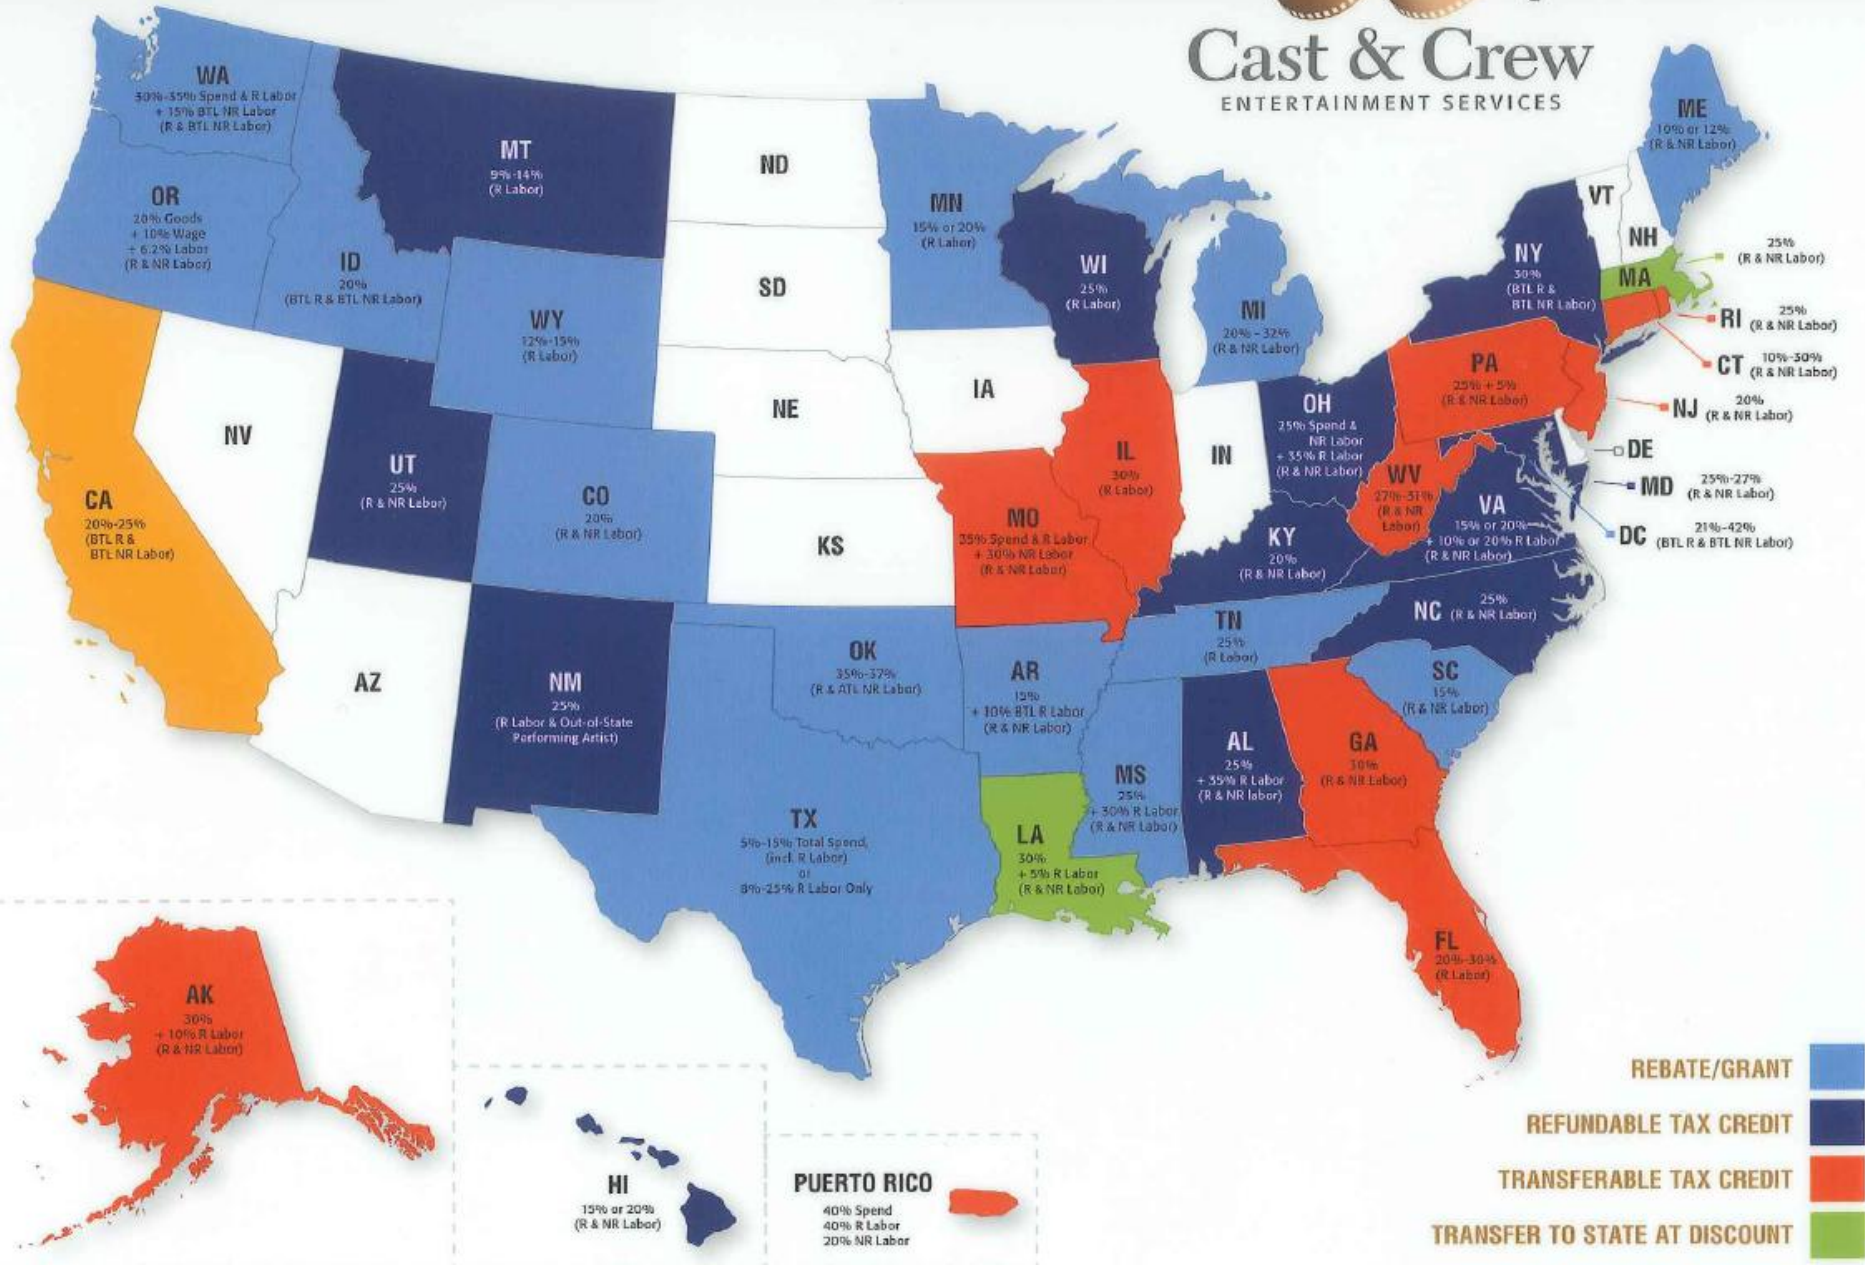 Cast & Crew
ENTERTAINMENT SERVICES
WA
30%-35% Spend & R Labor
+ 15% BTL NR Labor
(R & BTL NR Labor)
OR
20% Goods
+ 10% Wage
+ 6.2% Labor
(R & NR Labor)
ID
20%
(BTL R & BTL NR Labor)
MT
9%-14%
(R Labor)
ND
SD
WY
12%-15%
(R Labor)
NE
NV
UT
25%
(R & NR Labor)
CO
20%
(R & NR Labor)
KS
CA
20%-25%
(BTL R &
BTL NR Labor)
AZ
NM
25%
(R Labor & Out-of-State
Performing Artist)
OK
35%-37%
(R & ATL NR Labor)
TX
5%-15% Total Spend,
(incl. R Labor)
or
8%-25% R Labor Only
MN
15% or 20%
(R Labor)
WI
25%
(R Labor)
MI
20% - 32%
(R & NR Labor)
IA
IL
30%
(R Labor)
IN
OH
25% Spend &
NR Labor
+ 35% R Labor
(R & NR Labor)
MO
35% Spend & R Labor
+ 30% NR Labor
(R & NR Labor)
KY
20%
(R & NR Labor)
WV
27%-31%
(R & NR
Labor)
VA
15% or 20%
+ 10% or 20% R Labor
(R & NR Labor)
TN
25%
(R Labor)
NC
25%
(R & NR Labor)
SC
15%
(R & NR Labor)
AR
15%
+ 10% BTL R Labor
(R & NR Labor)
MS
25%
+ 30% R Labor
(R & NR Labor)
AL
25%
+ 35% R Labor
(R & NR labor)
GA
30%
(R & NR Labor)
LA
30%
+ 5% R Labor
(R & NR Labor)
FL
20%-30%
(R Labor)
ME
10% or 12%
(R & NR Labor)
VT
NH
NY
30%
(BTL R &
BTL NR Labor)
MA
25%
(R & NR Labor)
RI
25%
(R & NR Labor)
CT
10%-30%
(R & NR Labor)
PA
25% + 5%
(R & NR Labor)
NJ
20%
(R & NR Labor)
DE
MD
25%-27%
(R & NR Labor)
DC
21%-42%
(BTL R & BTL NR Labor)
AK
30%
+ 10% R Labor
(R & NR Labor)
HI
15% or 20%
(R & NR Labor)
PUERTO RICO
40% Spend
40% R Labor
20% NR Labor
REBATE/GRANT
REFUNDABLE TAX CREDIT
TRANSFERABLE TAX CREDIT
TRANSFER TO STATE AT DISCOUNT